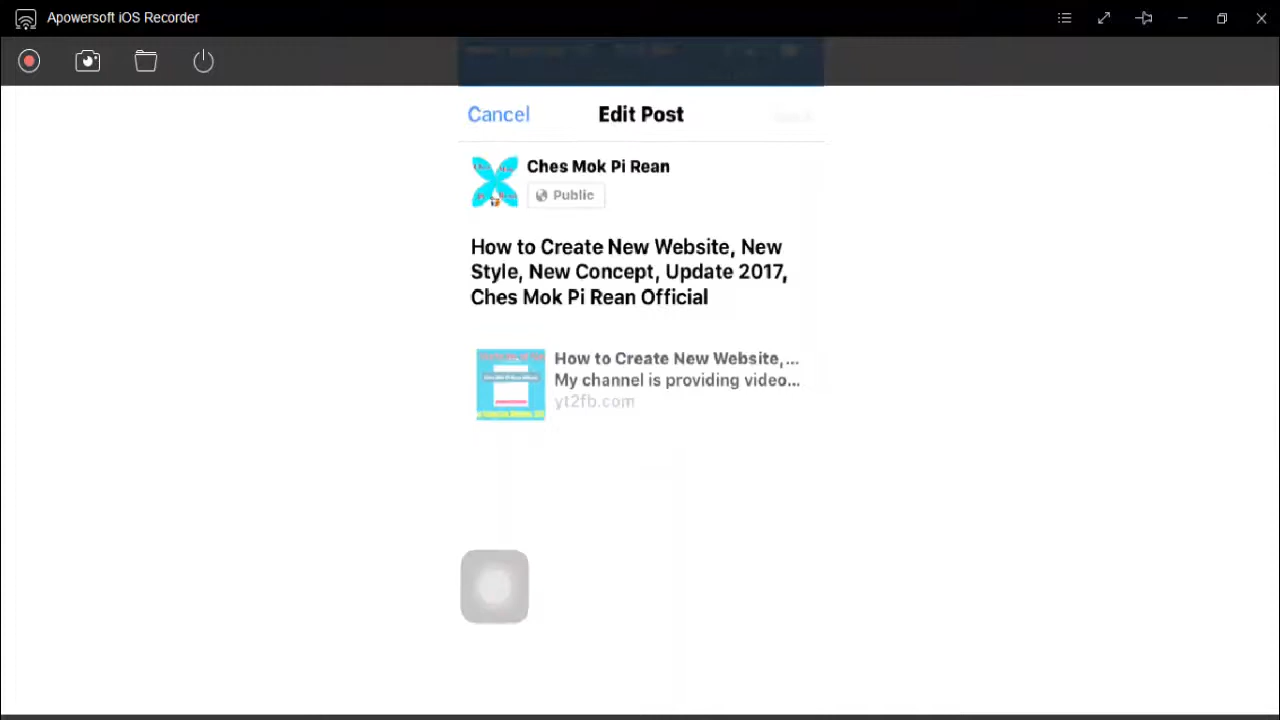 Apowersoft iOS Recorder
Cancel
Edit Post
Ches Mok Pi Rean
Public
How to Create New Website, New
Style, New Concept, Update 2017,
Ches Mok Pi Rean Official
How to Create New Website,...
My channel is providing video...
yt2fb.com